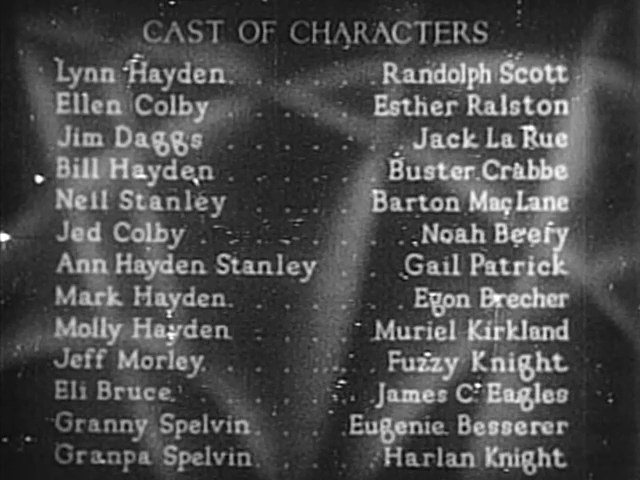 CAST OF CHARACTERS
Lynn Hayden . . . . . Randolph Scott
Ellen Colby . . . . . Esther Ralston
Jim Daggs . . . . . Jack La Rue
Bill Hayden . . . . . Buster Crabbe
Neil Stanley . . . . . Barton MacLane
Jed Colby . . . . . Noah Beery
Ann Hayden Stanley . . . Gail Patrick
Mark Hayden . . . . . Egon Brecher
Molly Hayden . . . . . Muriel Kirkland
Jeff Morley . . . . . Fuzzy Knight
Eli Bruce . . . . . James C. Eagles
Granny Spelvin . . . . Eugenie Besserer
Granpa Spelvin . . . . Harlan Knight